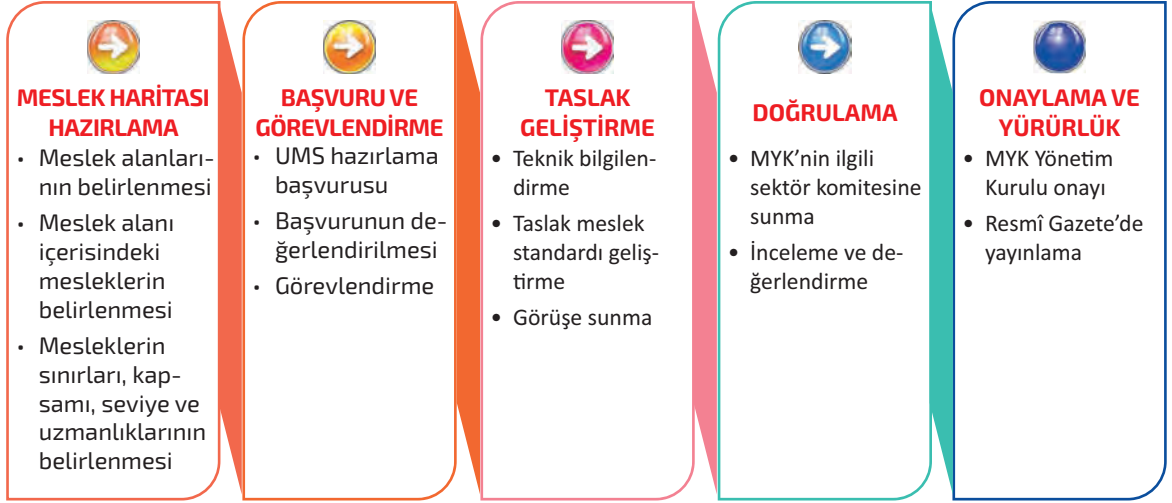 MESLEK HARİTASI
HAZIRLAMA
• Meslek alanları-
nın belirlenmesi
• Meslek alanı
içerisindeki
mesleklerin
belirlenmesi
• Mesleklerin
sınırları, kap-
samı, seviye ve
uzmanlıklarının
belirlenmesi
BAŞVURU VE
GÖREVLENDİRME
• UMS hazırlama
başvurusu
• Başvurunun de-
ğerlendirilmesi
• Görevlendirme
TASLAK
GELİŞTİRME
• Teknik bilgilen-
dirme
• Taslak meslek
standardı geliş-
tirme
• Görüşe sunma
DOĞRULAMA
• MYK’nin ilgili
sektör komitesine
sunma
• İnceleme ve de-
ğerlendirme
ONAYLAMA VE
YÜRÜRLÜK
• MYK Yönetim
Kurulu onayı
• Resmî Gazete’de
yayınlama